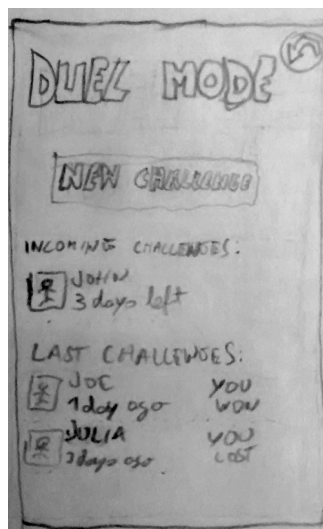 DUEL MODE
NEW CHALLENGE
INCOMING CHALLENGES:
JOHN
3 days left
LAST CHALLENGES:
JOE YOU
1 day ago WON
JULIA YOU
days ago LOST